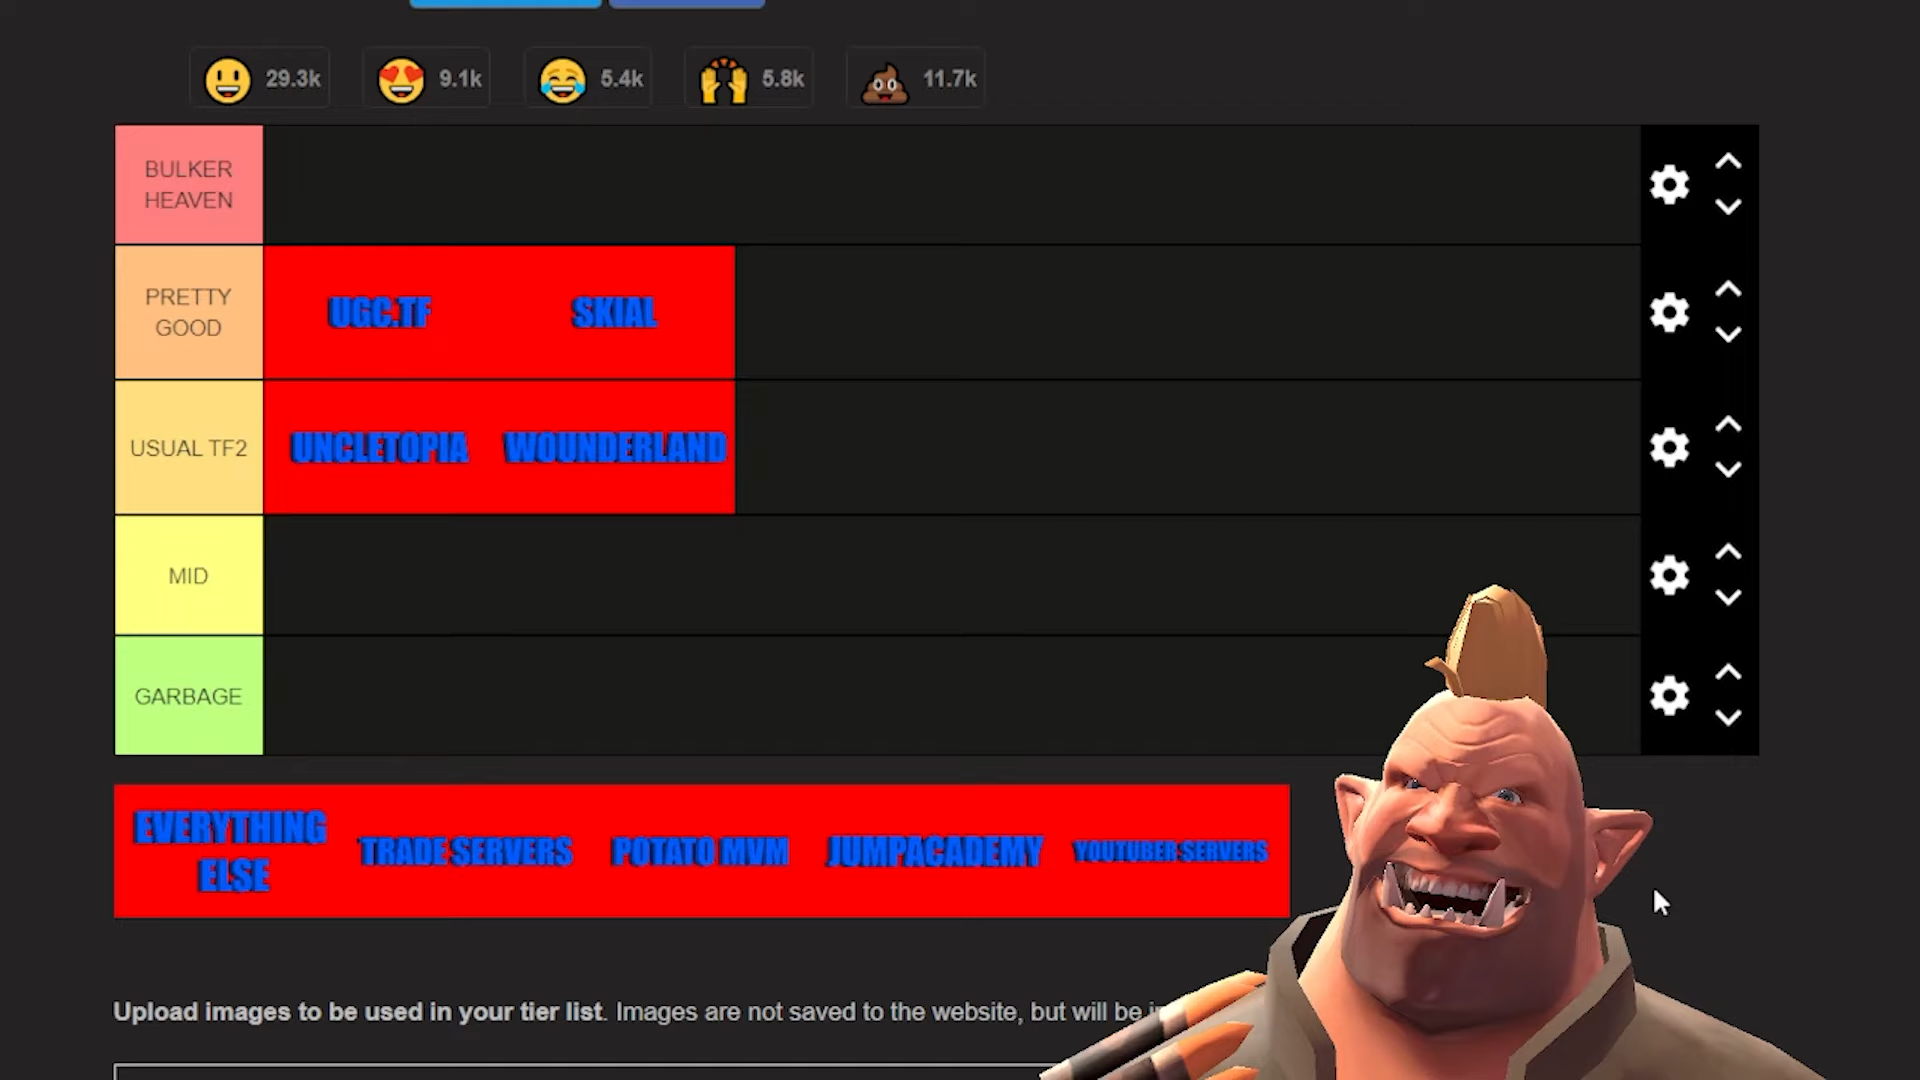 29.3k 9.1k 5.4k 5.8k 11.7k
BULKER
HEAVEN
PRETTY
GOOD
UGC.TF SKIAL
USUAL TF2
UNCLETOPIA WOUNDERLAND
MID
GARBAGE
EVERYTHING
ELSE
TRADE SERVERS POTATO MVM JUMPACADEMY YOUTUBER SERVERS
Upload images to be used in your tier list. Images are not saved to the website, but will be